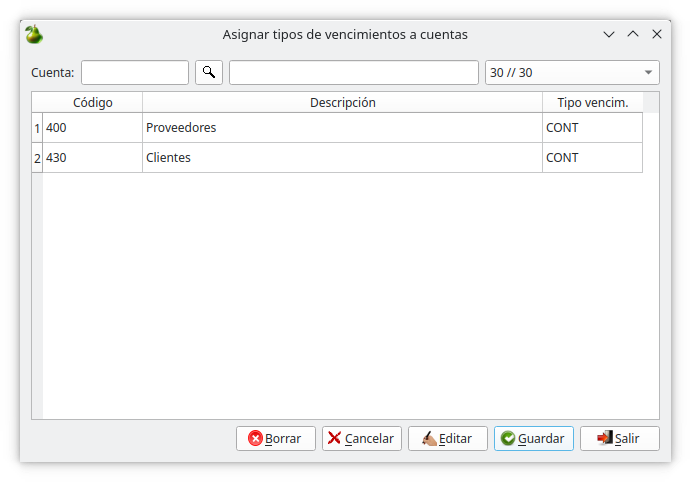 Asignar tipos de vencimientos a cuentas
Cuenta: 30 // 30
Código Descripción Tipo vencim.
1 400 Proveedores CONT
2 430 Clientes CONT
Borrar Cancelar Editar Guardar Salir